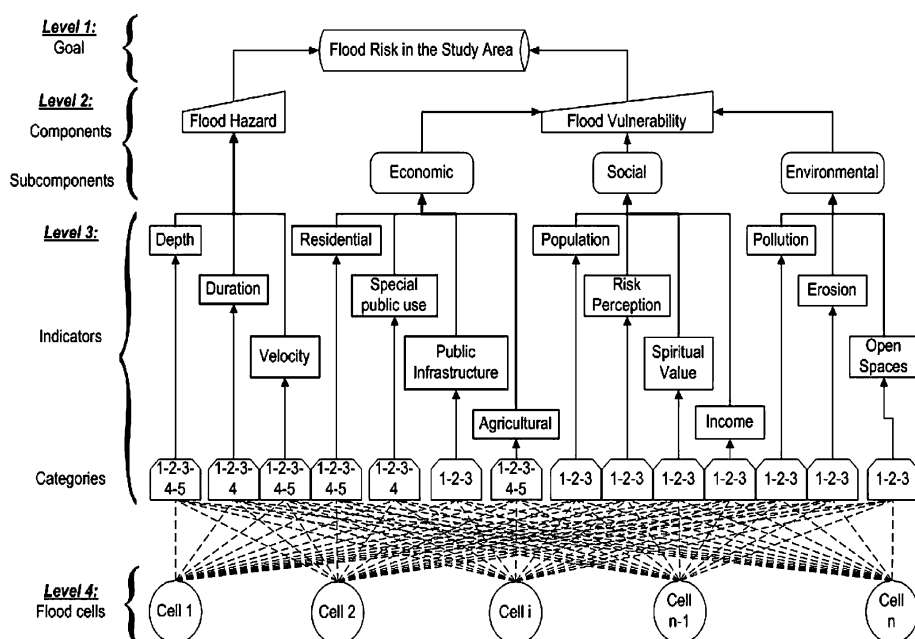 Level 1:
Goal
Flood Risk in the Study Area
Level 2:
Components
Flood Hazard
Flood Vulnerability
Subcomponents
Economic
Social
Environmental
Level 3:
Indicators
Depth
Residential
Population
Pollution
Duration
Special
public use
Risk
Perception
Erosion
Velocity
Public
Infrastructure
Spiritual
Value
Open
Spaces
Agricultural
Income
Categories
1-2-3-
4-5
1-2-3-
4
1-2-3-
4-5
1-2-3-
4-5
1-2-3-
4
1-2-3
1-2-3-
4-5
1-2-3
1-2-3
1-2-3
1-2-3
1-2-3
1-2-3
1-2-3
Level 4:
Flood cells
Cell 1
Cell 2
Cell i
Cell
n-1
Cell
n